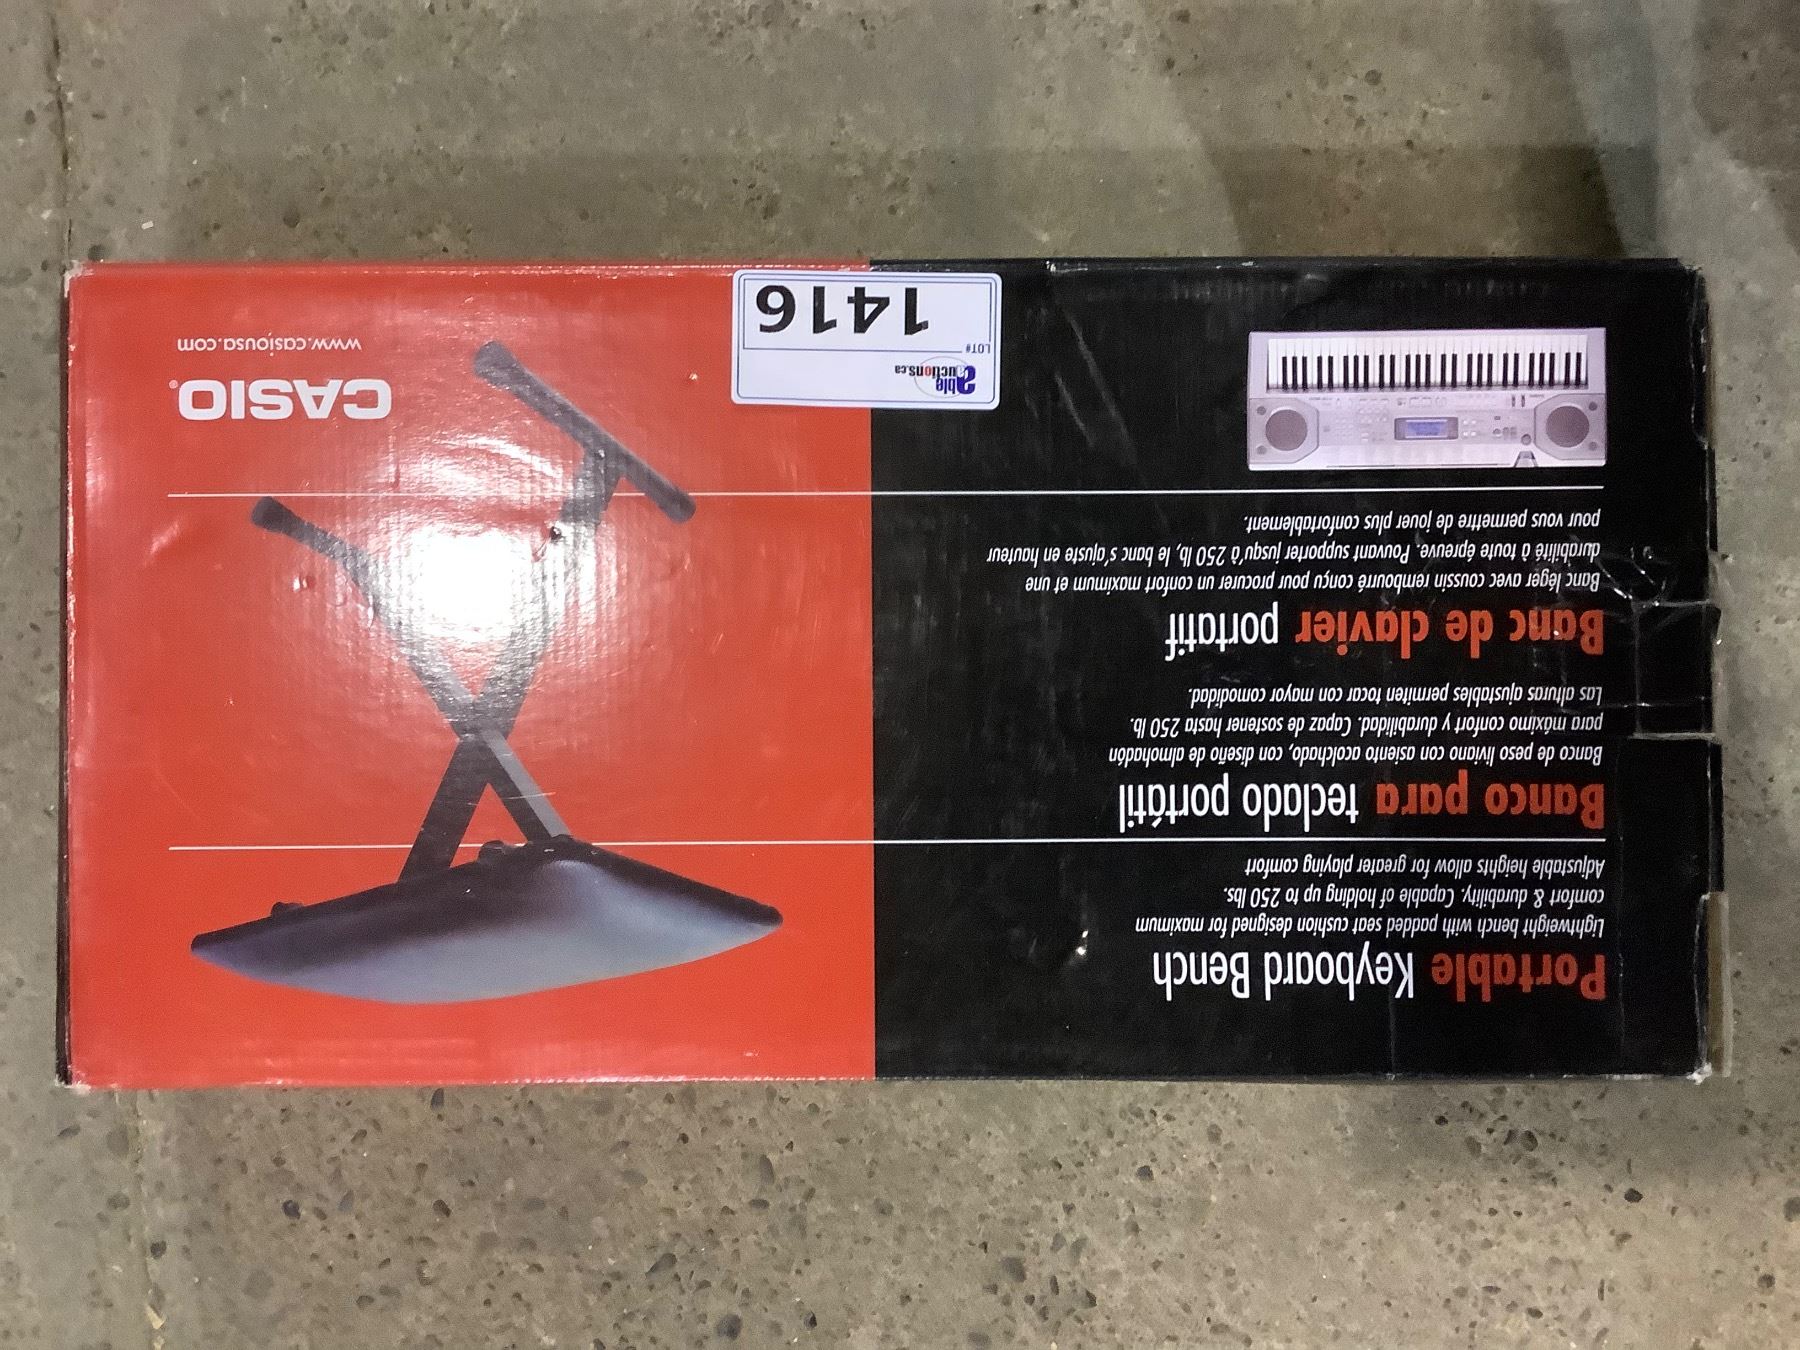 Portable Keyboard Bench
Lightweight bench with padded seat cushion designed for maximum
comfort & durability. Capable of holding up to 250 lbs.
Adjustable heights allow for greater playing comfort
Banco para teclado portátil
Banco de peso liviano con asiento acolchado, con diseño de almohadón
para máximo confort y durabilidad. Capaz de sostener hasta 250 lb.
Las alturas ajustables permiten tocar con mayor comodidad.
Banc de clavier portatif
Banc léger avec coussin rembourré conçu pour procurer un confort maximum et une
durabilité à toute épreuve. Pouvant supporter jusqu'à 250 lb, le banc s'ajuste en hauteur
pour vous permettre de jouer plus confortablement.
able
auctions.ca
LOT#
1416
CASIO®
www.casiousa.com